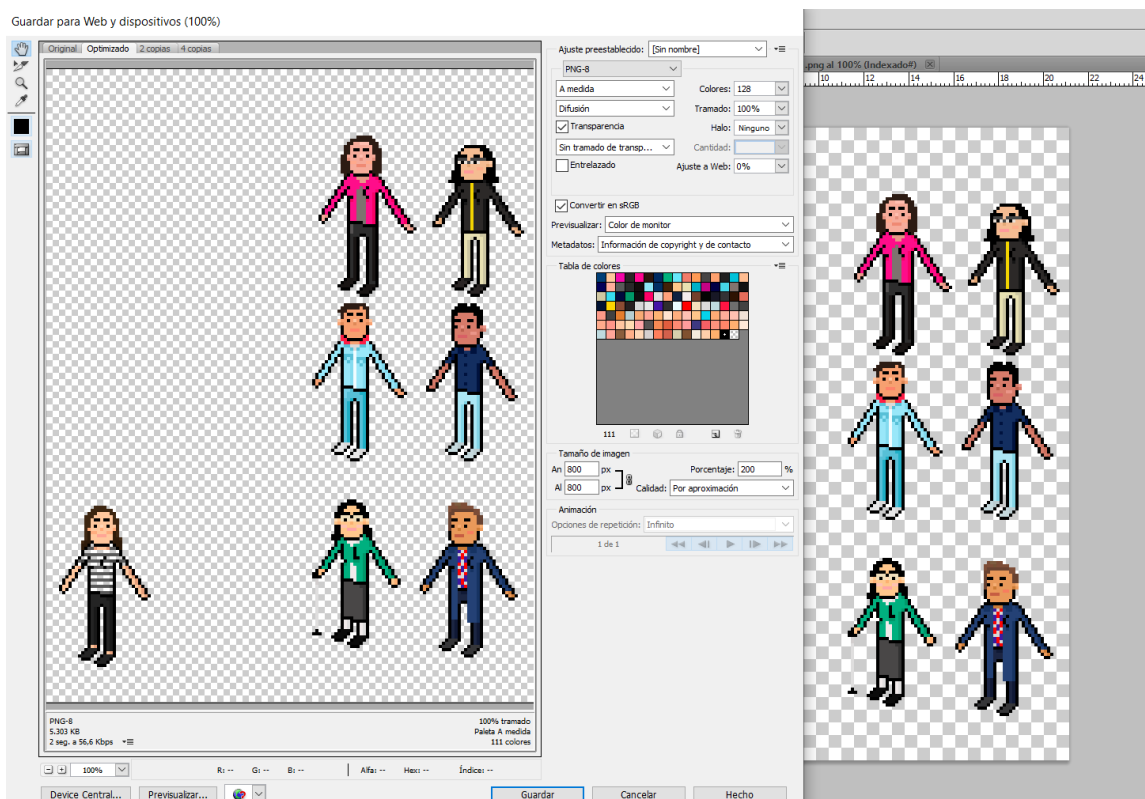 Guardar para Web y dispositivos (100%)
Original Optimizado 2 copias 4 copias
Ajuste preestablecido: [Sin nombre]
PNG-8
A medida Colores: 128
Difusión Tramado: 100%
Transparencia Halo: Ninguno
Sin tramado de transp... Cantidad:
Entrelazado Ajuste a Web: 0%
Convertir en sRGB
Previsualizar: Color de monitor
Metadatos: Información de copyright y de contacto
Tabla de colores
111
Tamaño de imagen
An 800 px Porcentaje: 200 %
Al 800 px Calidad: Por aproximación
Animación
Opciones de repetición: Infinito
1 de 1
PNG-8 100% tramado
5.303 KB Paleta A medida
2 seg. a 56,6 Kbps 111 colores
100% R: -- G: -- B: -- Alfa: -- Hex: -- Índice: --
Device Central... Previsualizar... Guardar Cancelar Hecho
.png al 100% (Indexado#)
10 12 14 16 18 20 22 24